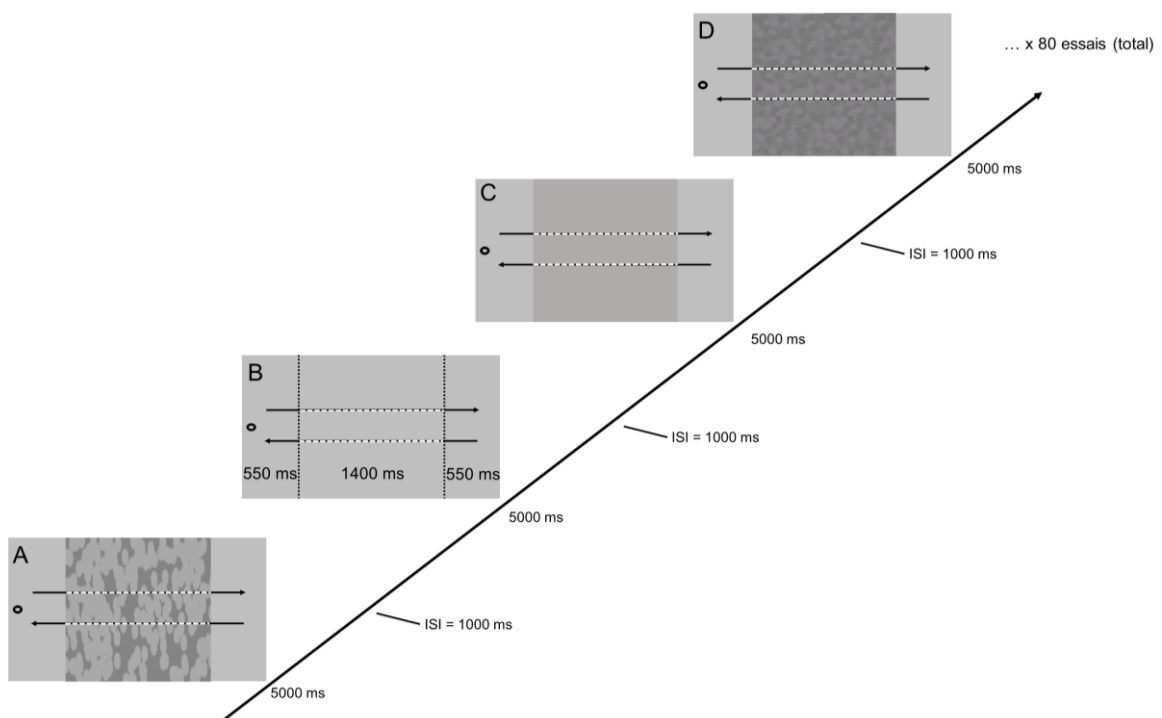 D
... x 80 essais (total)
5000 ms
C
ISI = 1000 ms
5000 ms
B
550 ms 1400 ms 550 ms
ISI = 1000 ms
5000 ms
A
ISI = 1000 ms
5000 ms